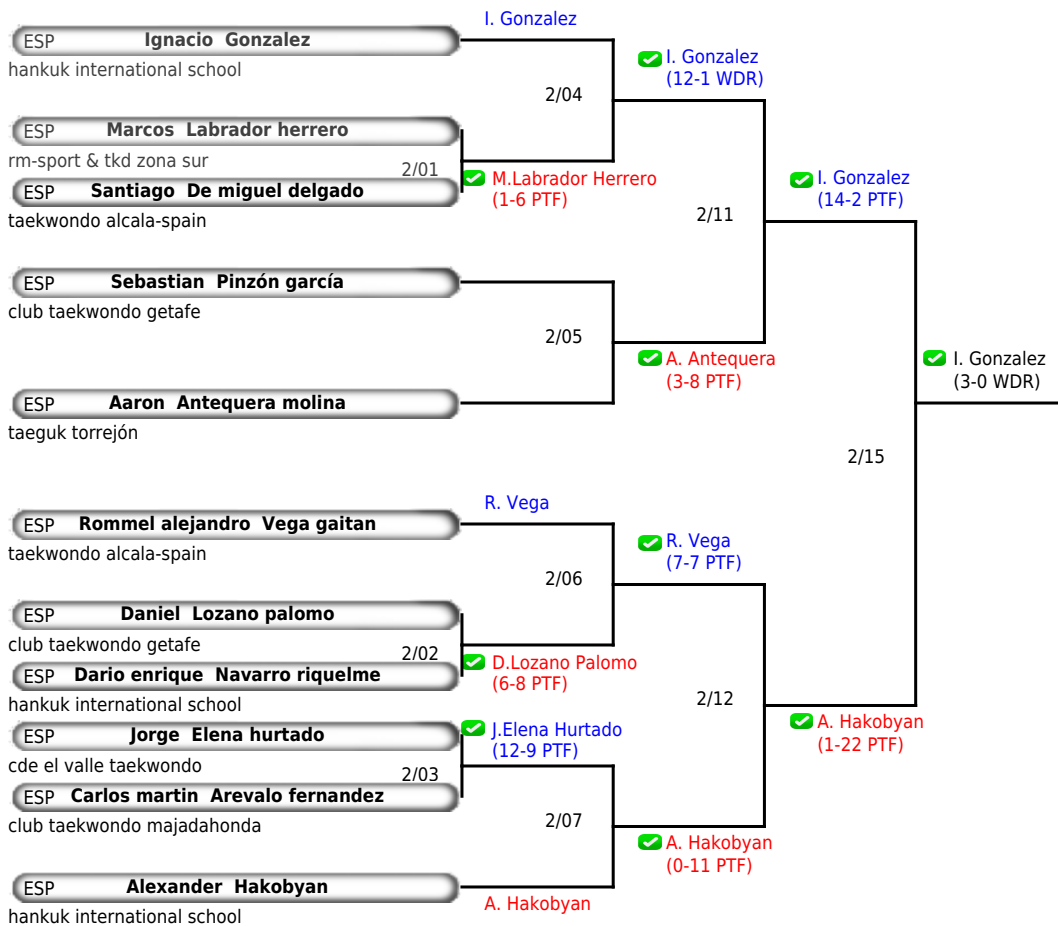 I. Gonzalez
ESP Ignacio Gonzalez
hankuk international school
I. Gonzalez
(12-1 WDR)
2/04
ESP Marcos Labrador herrero
rm-sport & tkd zona sur
2/01
M.Labrador Herrero
(1-6 PTF)
ESP Santiago De miguel delgado
taekwondo alcala-spain
I. Gonzalez
(14-2 PTF)
2/11
ESP Sebastian Pinzón garcía
club taekwondo getafe
2/05
A. Antequera
(3-8 PTF)
I. Gonzalez
(3-0 WDR)
ESP Aaron Antequera molina
taeguk torrejón
2/15
R. Vega
ESP Rommel alejandro Vega gaitan
taekwondo alcala-spain
R. Vega
(7-7 PTF)
2/06
ESP Daniel Lozano palomo
club taekwondo getafe
2/02
D.Lozano Palomo
(6-8 PTF)
ESP Dario enrique Navarro riquelme
hankuk international school
2/12
A. Hakobyan
(1-22 PTF)
ESP Jorge Elena hurtado
J.Elena Hurtado
(12-9 PTF)
cde el valle taekwondo
2/03
ESP Carlos martin Arevalo fernandez
club taekwondo majadahonda
2/07
A. Hakobyan
(0-11 PTF)
ESP Alexander Hakobyan
A. Hakobyan
hankuk international school